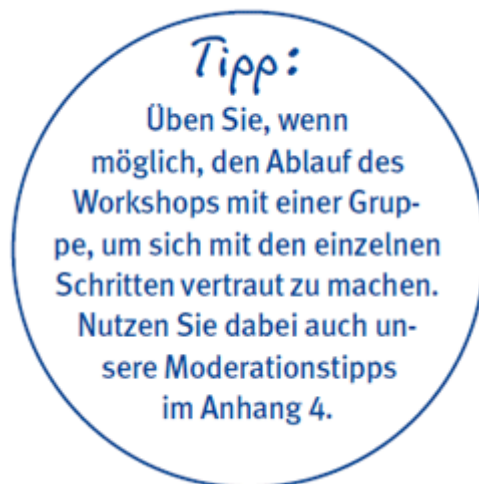 Tipp:
Üben Sie, wenn
möglich, den Ablauf des
Workshops mit einer Grup-
pe, um sich mit den einzelnen
Schritten vertraut zu machen.
Nutzen Sie dabei auch un-
sere Moderationstipps
im Anhang 4.